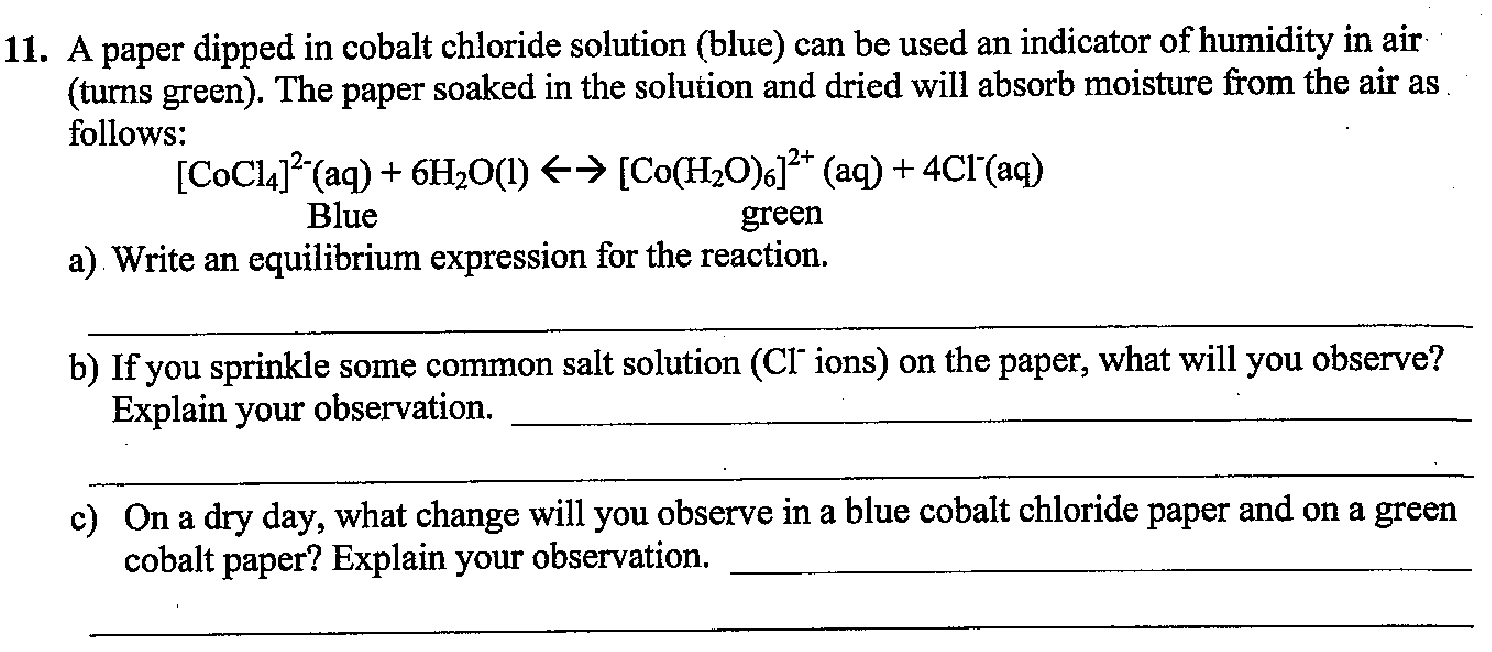 11. A paper dipped in cobalt chloride solution (blue) can be used an indicator of humidity in air
(turns green). The paper soaked in the solution and dried will absorb moisture from the air as
follows:
[CoCl₄]²⁻(aq) + 6H₂O(l) ←→ [Co(H₂O)₆]²⁺ (aq) + 4Cl⁻(aq)
Blue green
a) Write an equilibrium expression for the reaction.
b) If you sprinkle some common salt solution (Cl⁻ ions) on the paper, what will you observe?
Explain your observation.
c) On a dry day, what change will you observe in a blue cobalt chloride paper and on a green
cobalt paper? Explain your observation.